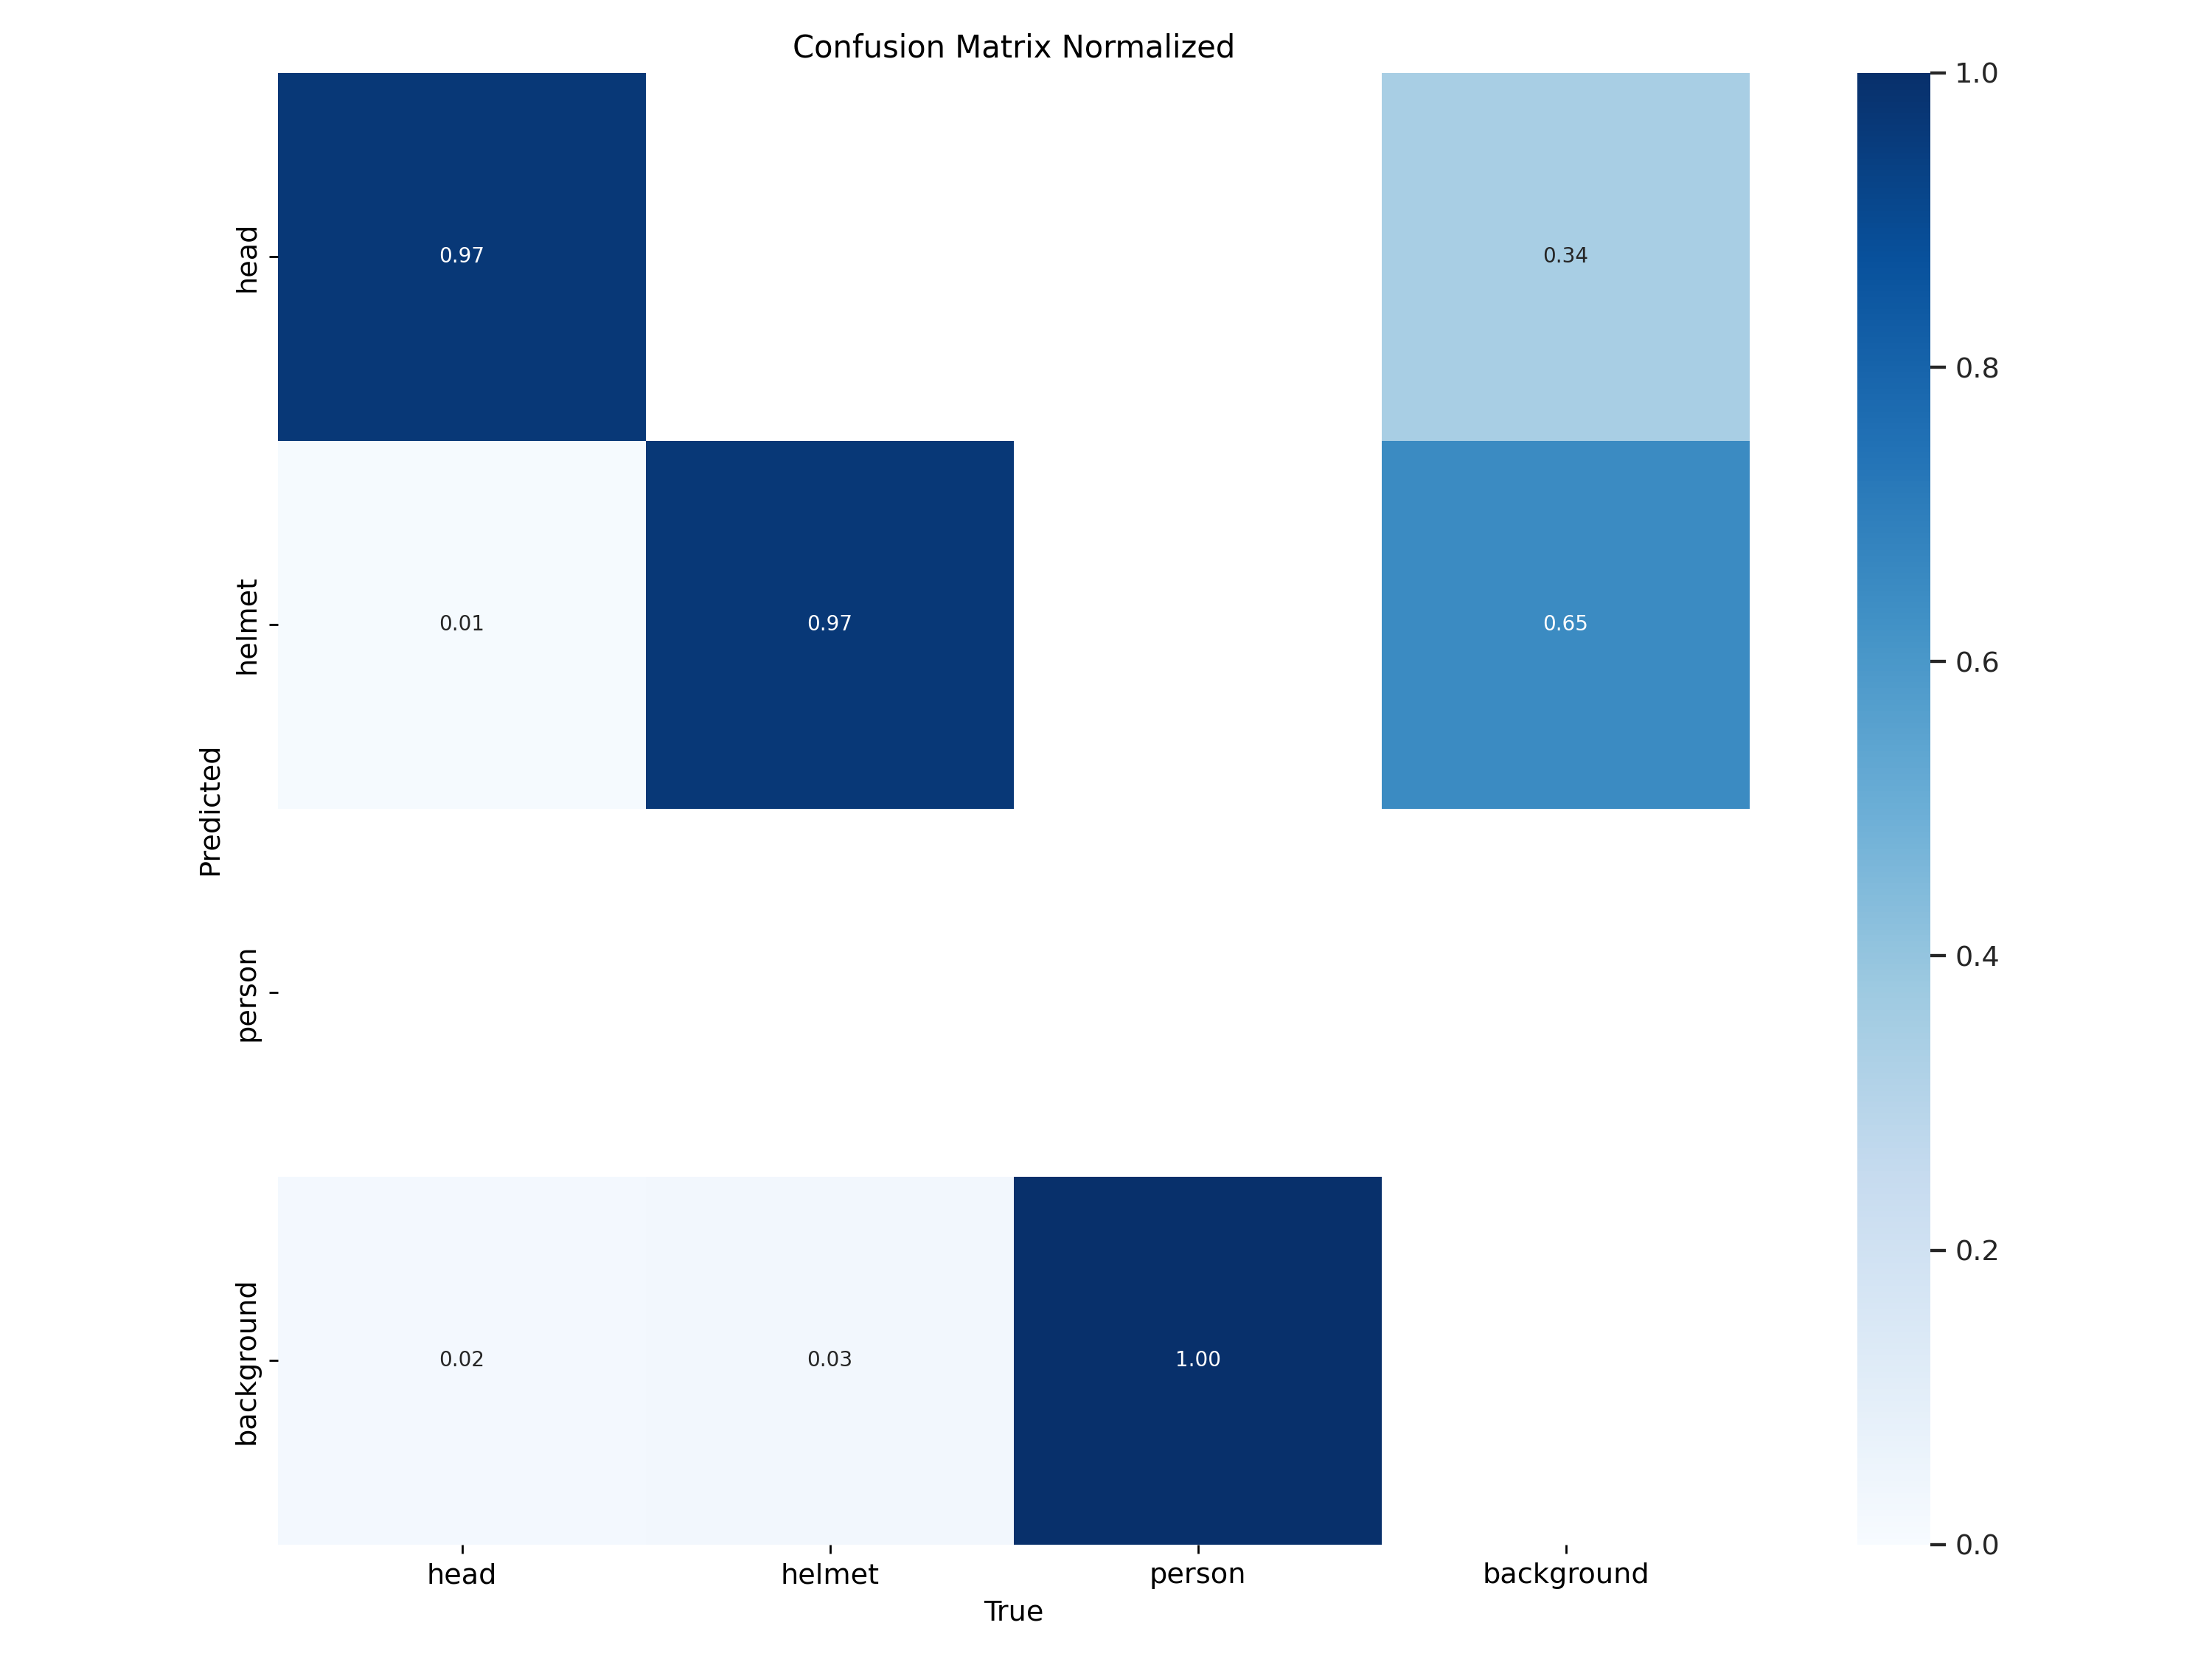 Confusion Matrix Normalized
head
0.97
0.34
helmet
0.01
0.97
0.65
person
background
0.02
0.03
1.00
Predicted
head
helmet
person
background
True
1.0
0.8
0.6
0.4
0.2
0.0